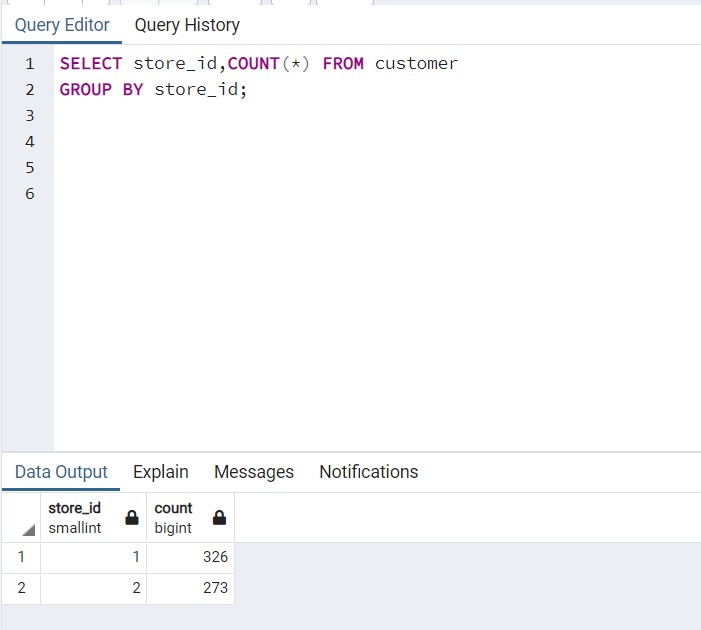 Query Editor Query History
1 SELECT store_id,COUNT(*) FROM customer
2 GROUP BY store_id;
3
4
5
6
Data Output Explain Messages Notifications
store_id count
smallint bigint
1 1 326
2 2 273